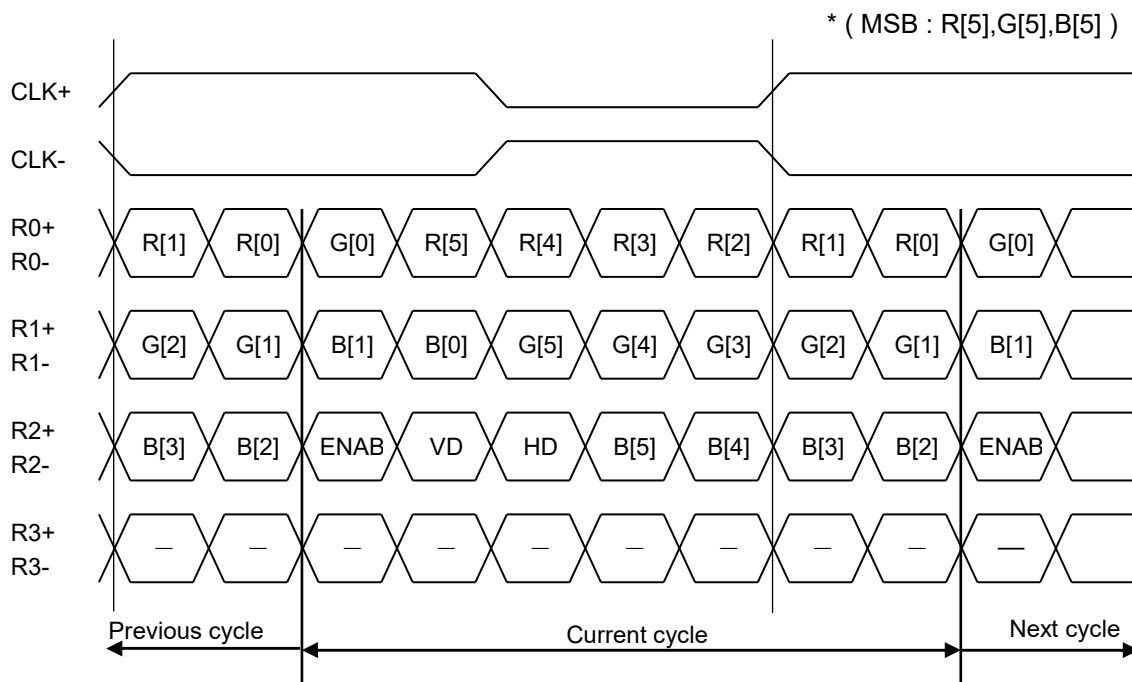 * ( MSB : R[5],G[5],B[5] )
CLK+
CLK-
R0+
R0-
R[1] R[0] G[0] R[5] R[4] R[3] R[2] R[1] R[0] G[0]
R1+
R1-
G[2] G[1] B[1] B[0] G[5] G[4] G[3] G[2] G[1] B[1]
R2+
R2-
B[3] B[2] ENAB VD HD B[5] B[4] B[3] B[2] ENAB
R3+
R3-
— — — — — — — — — —
Previous cycle Current cycle Next cycle